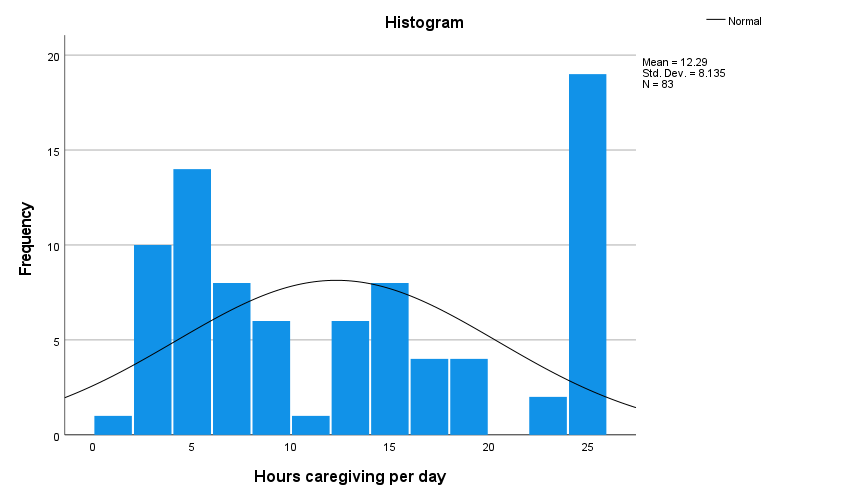 Histogram
Normal
Mean = 12.29
Std. Dev. = 8.135
N = 83
Frequency
20
15
10
5
0
0 5 10 15 20 25
Hours caregiving per day